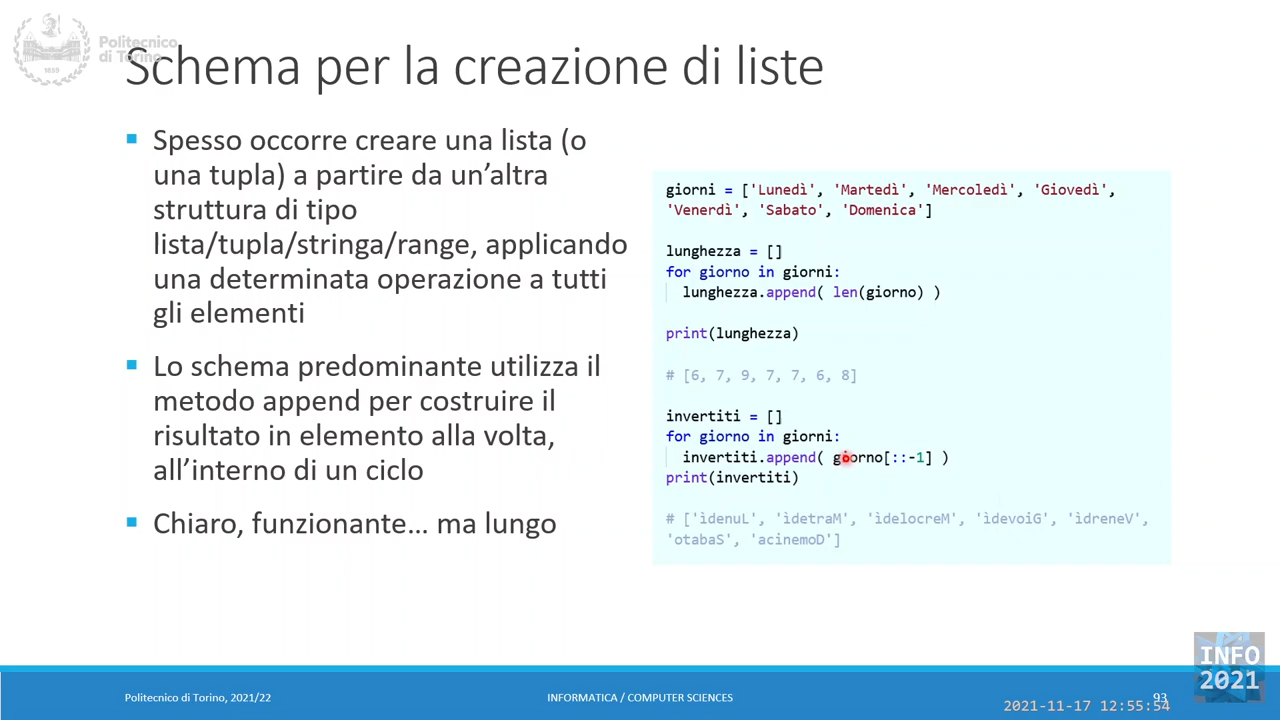 Politecnico
di Torino
1859
Schema per la creazione di liste
Spesso occorre creare una lista (o
una tupla) a partire da un’altra
struttura di tipo
lista/tupla/stringa/range, applicando
una determinata operazione a tutti
gli elementi
Lo schema predominante utilizza il
metodo append per costruire il
risultato in elemento alla volta,
all’interno di un ciclo
Chiaro, funzionante… ma lungo
giorni = ['Lunedì', 'Martedì', 'Mercoledì', 'Giovedì',
'Venerdì', 'Sabato', 'Domenica']
lunghezza = []
for giorno in giorni:
lunghezza.append( len(giorno) )
print(lunghezza)
# [6, 7, 9, 7, 7, 6, 8]
invertiti = []
for giorno in giorni:
invertiti.append( giorno[::-1] )
print(invertiti)
# ['ìdenuL', 'ìdetraM', 'ìdelocreM', 'ìdevoiG', 'ìdreneV',
'otabaS', 'acinemoD']
Politecnico di Torino, 2021/22
INFORMATICA / COMPUTER SCIENCES
93
INFO
2021
2021-11-17 12:55:54